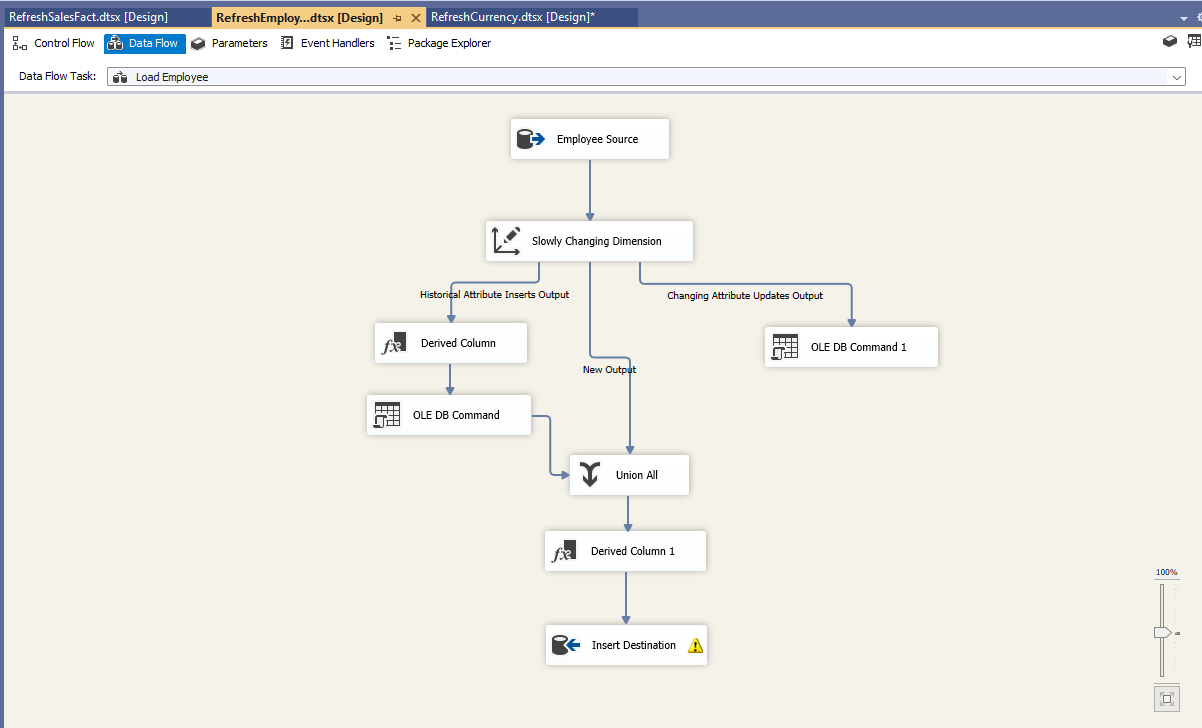 RefreshSalesFact.dtsx [Design]
RefreshEmploy...dtsx [Design]
RefreshCurrency.dtsx [Design]*
Control Flow
Data Flow
Parameters
Event Handlers
Package Explorer
Data Flow Task:
Load Employee
Employee Source
Slowly Changing Dimension
Historical Attribute Inserts Output
Changing Attribute Updates Output
Derived Column
OLE DB Command 1
New Output
OLE DB Command
Union All
Derived Column 1
100%
Insert Destination